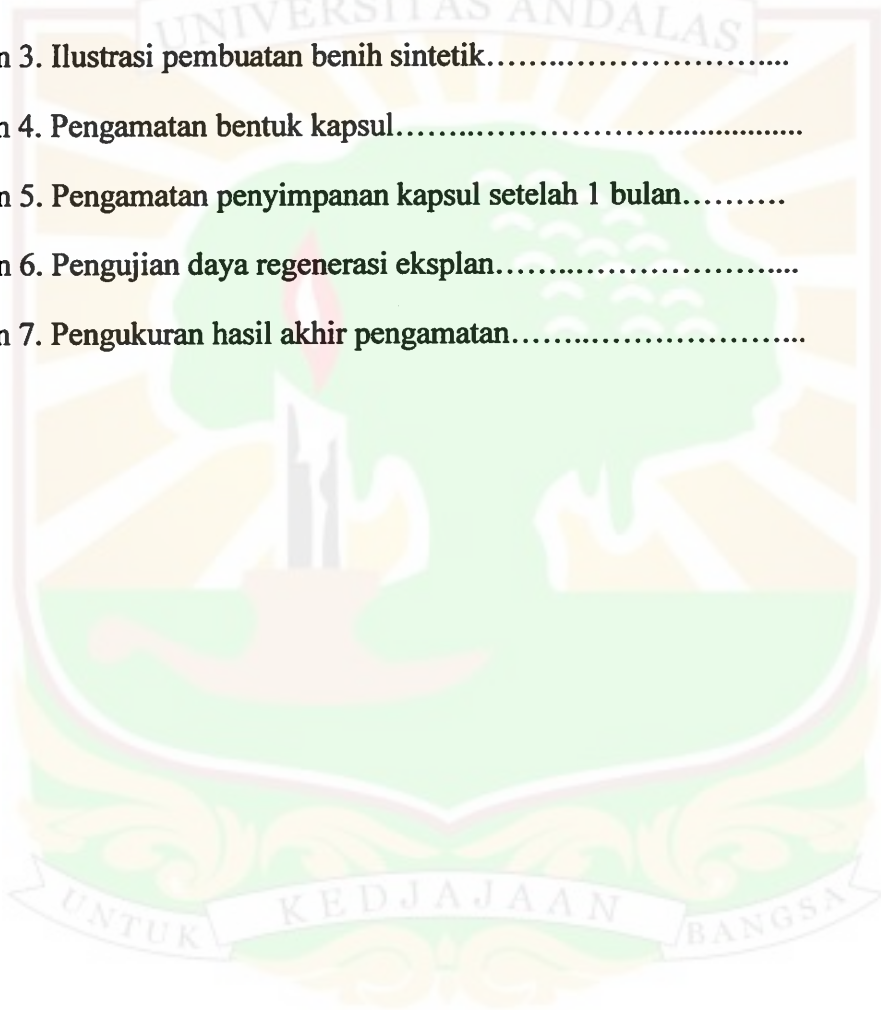 UNIVERSITAS ANDALAS
n 3. Ilustrasi pembuatan benih sintetik....................................
n 4. Pengamatan bentuk kapsul..................................................
n 5. Pengamatan penyimpanan kapsul setelah 1 bulan..........
n 6. Pengujian daya regenerasi eksplan....................................
n 7. Pengukuran hasil akhir pengamatan..................................
UNTUK KEDJAJAAN BANGSA